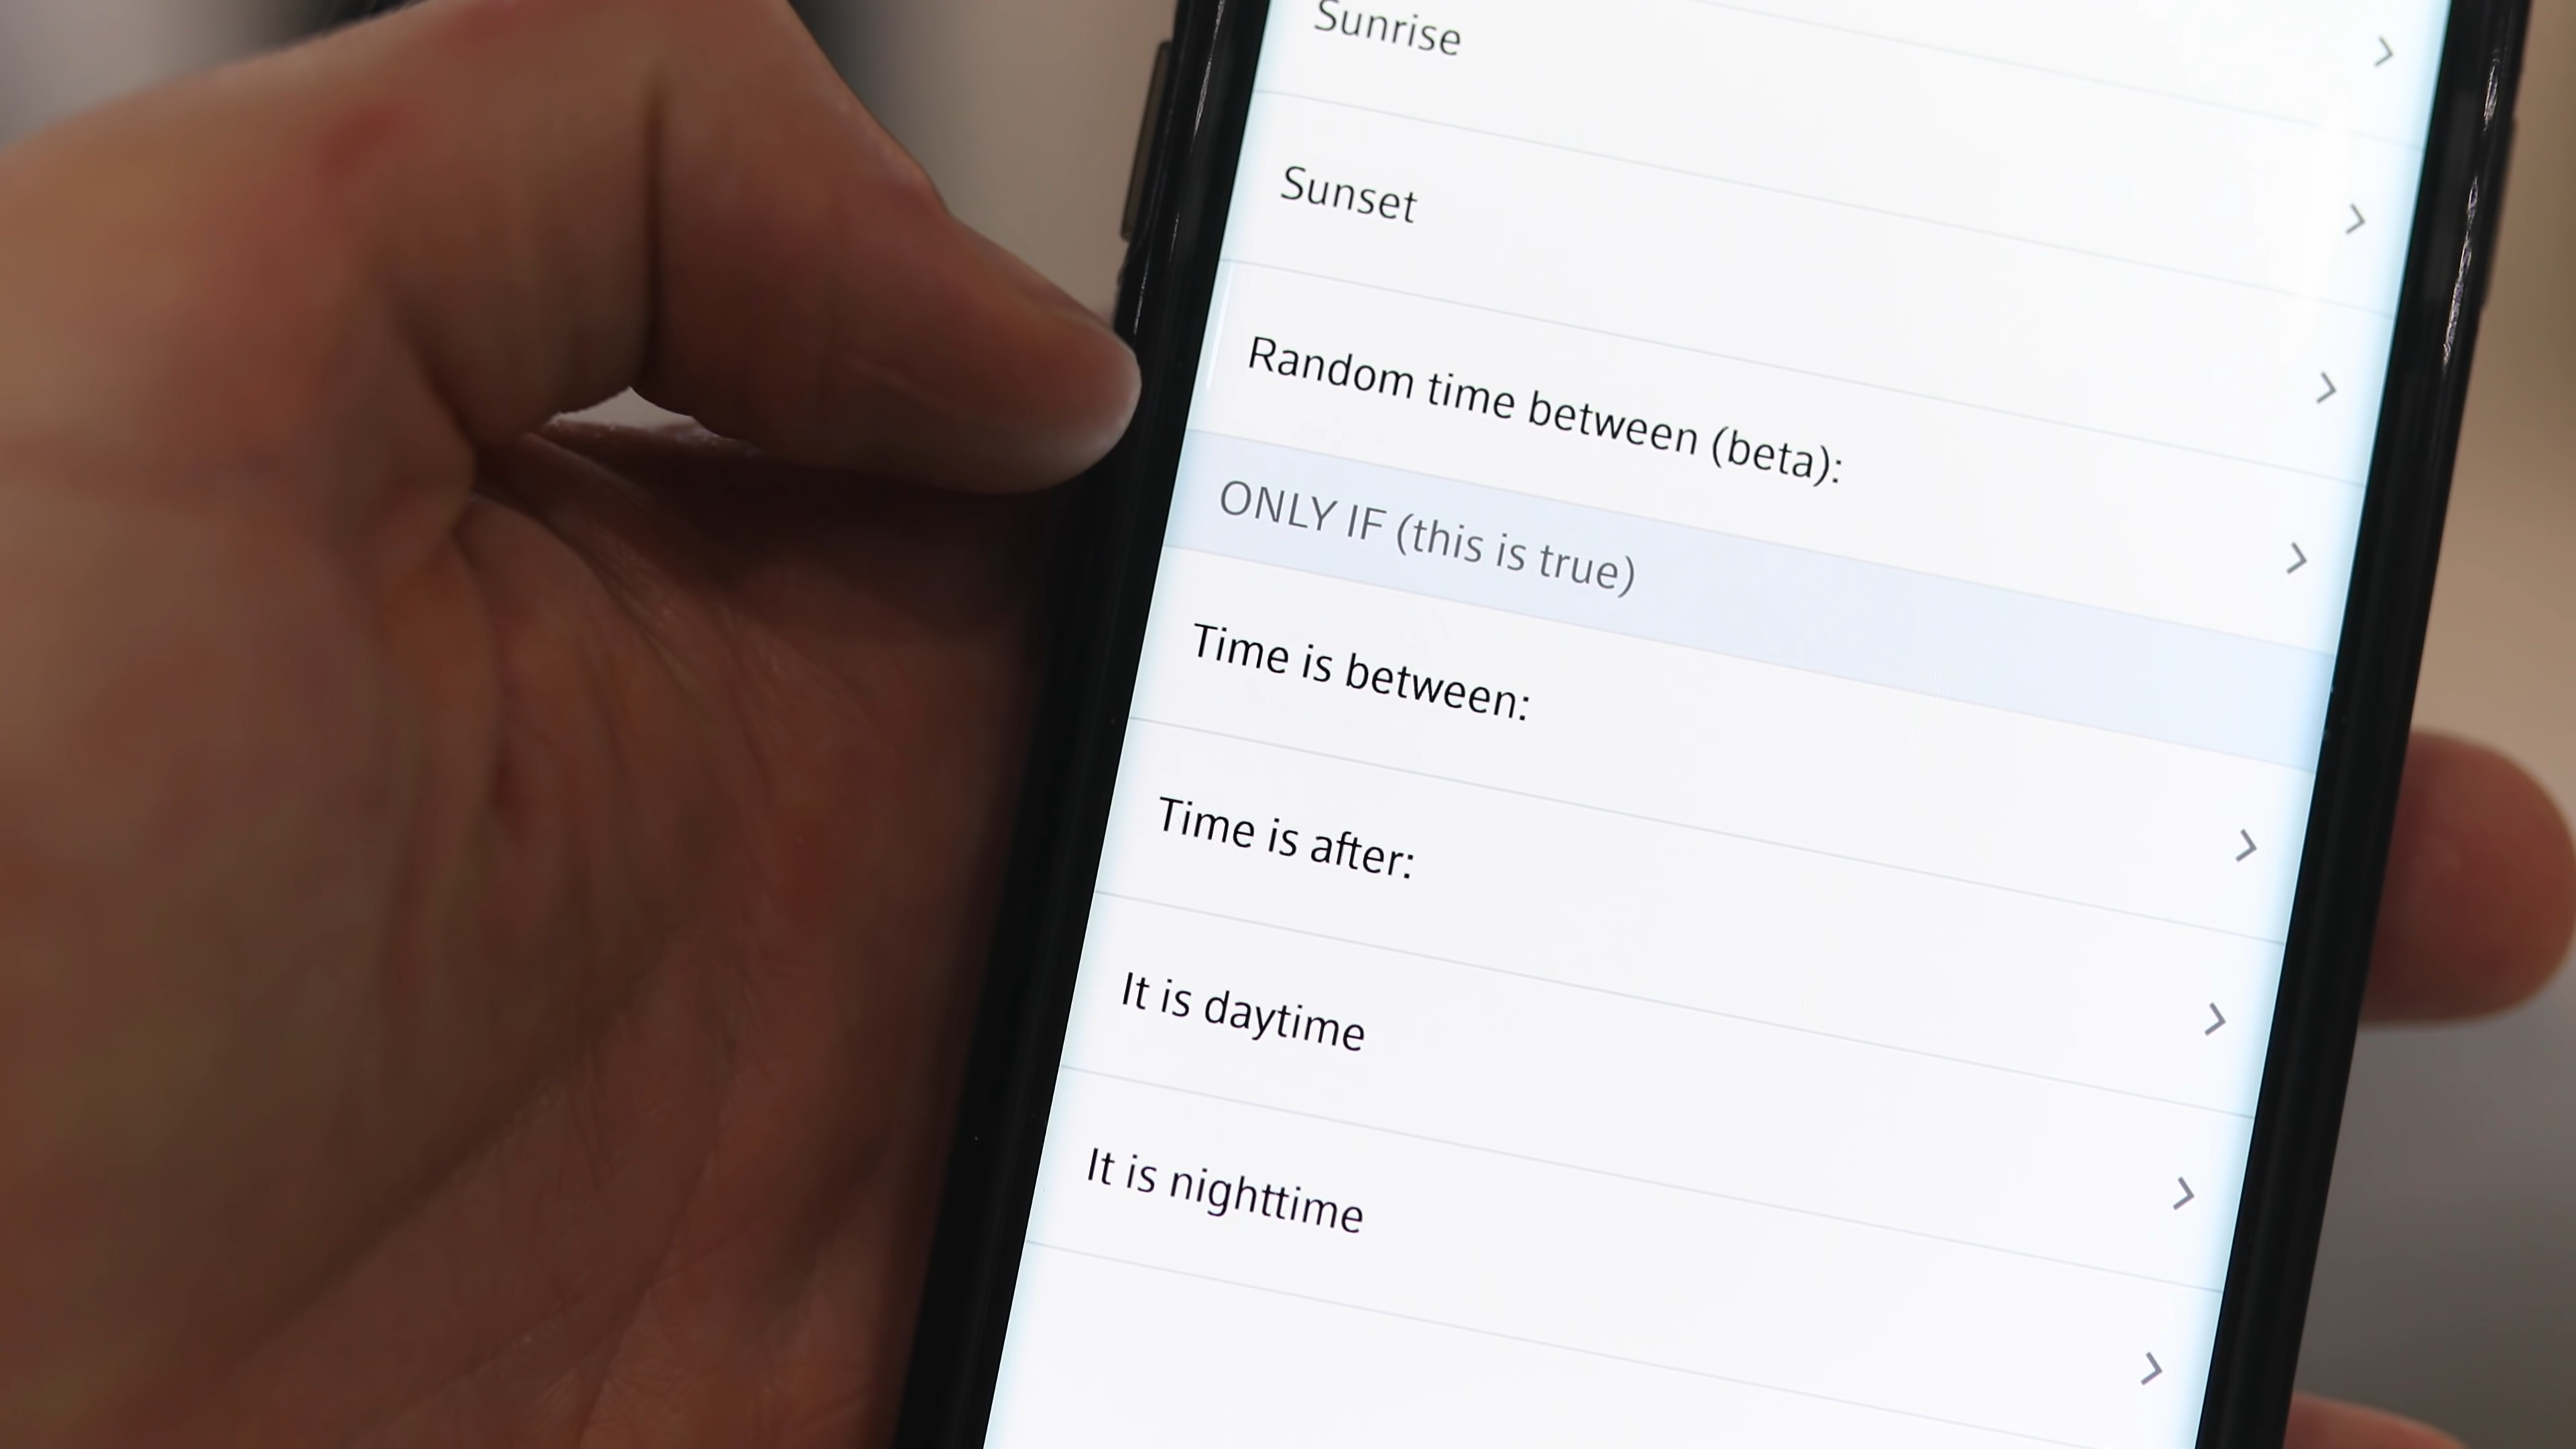 Sunrise
Sunset
Random time between (beta):
ONLY IF (this is true)
Time is between:
Time is after:
It is daytime
It is nighttime